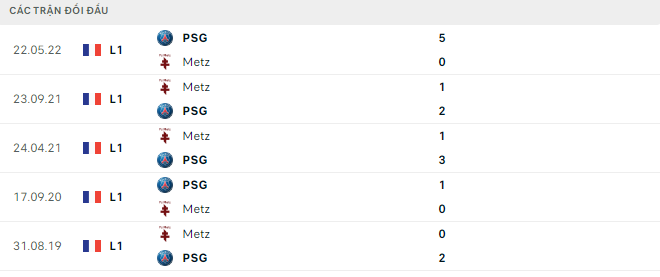 CÁC TRẬN ĐỐI ĐẦU
22.05.22 L1 PSG 5
Metz 0
23.09.21 L1 Metz 1
PSG 2
24.04.21 L1 Metz 1
PSG 3
17.09.20 L1 PSG 1
Metz 0
31.08.19 L1 Metz 0
PSG 2